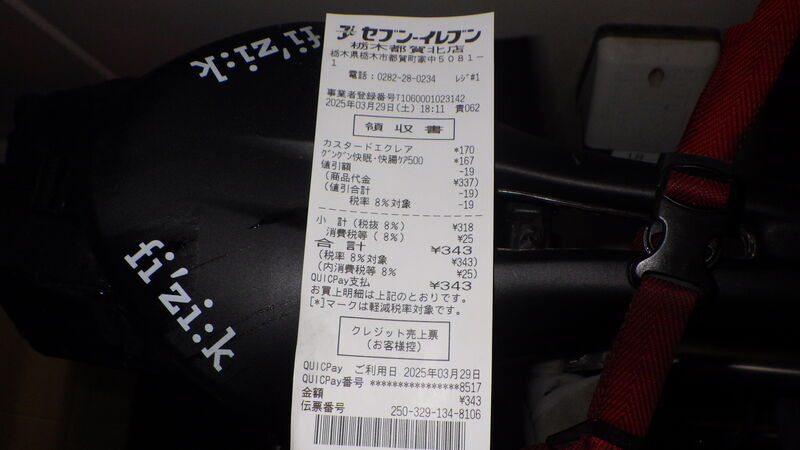 セブン-イレブン
栃木都賀北店
栃木県栃木市都賀町家中5081-
1
電話:0282-28-0234 レジ#1
事業者登録番号T1060001023142
2025年03月29日(土) 18:11 責062
領収書
カスタードエクレア *170
グングン快眠・快腸ケア500 *167
値引額 -19
(商品代金 ¥337)
(値引合計 -19)
税率 8%対象 -19
小 計(税抜 8%) ¥318
消費税等( 8%) ¥25
合 計 ¥343
(税率 8%対象 ¥343)
(内消費税等 8% ¥25)
QUICPay支払 ¥343
お買上明細は上記のとおりです。
[*]マークは軽減税率対象です。
クレジット売上票
(お客様控)
QUICPay ご利用日 2025年03月29日
QUICPay番号 ****************8517
金額 ¥343
伝票番号 250-329-134-8106
fi'zi:k
fi'zi:k